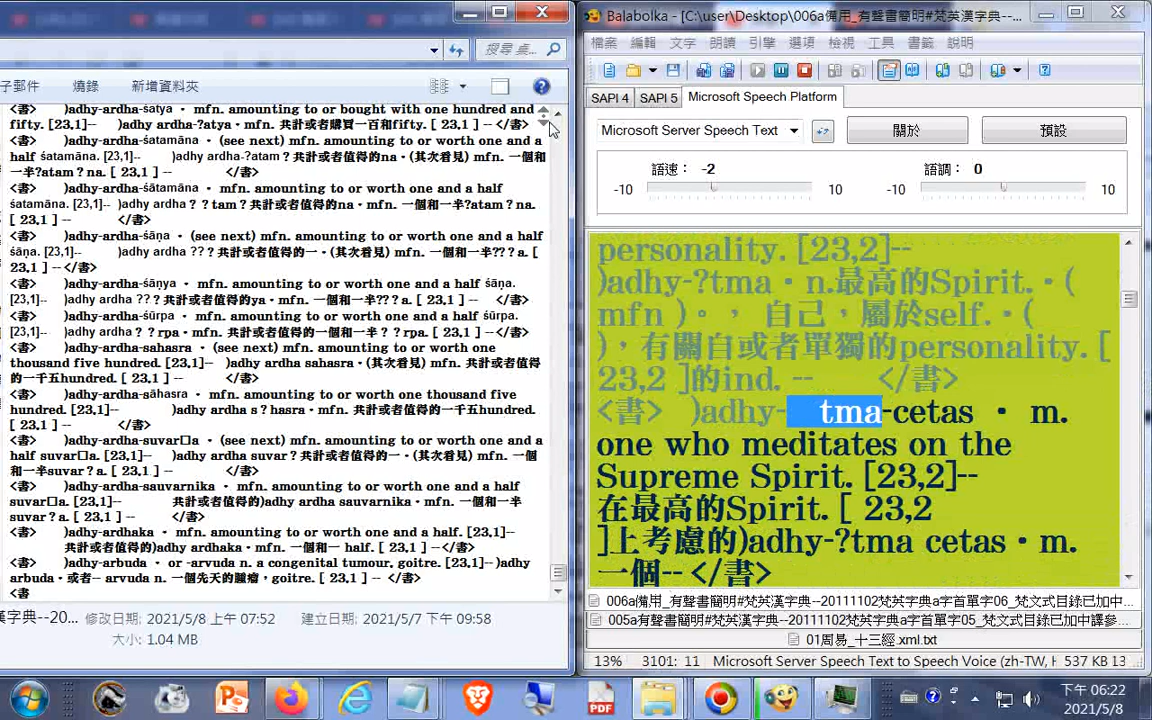 搜尋 桌...
子郵件 燒錄 新增資料夾
<書> )adhy-ardha-śatya‧mfn. amounting to or bought with one hundred and
fifty. [23,1]-- )adhy ardha-?atya‧mfn. 共計或者購買一百和fifty. [ 23,1 ] --</書>
<書> )adhy-ardha-śatamāna‧(see next) mfn. amounting to or worth one and a
half śatamāna. [23,1]-- )adhy ardha-?atam？共計或者值得的na‧(其次看見) mfn. 一個和
一半?atam？na. [ 23,1 ] -- </書>
<書> )adhy-ardha-śātamāna‧mfn. amounting to or worth one and a half
śatamāna. [23,1]-- )adhy ardha？？tam？共計或者值得的na‧mfn. 一個和一半?atam？na.
[ 23,1 ] -- </書>
<書> )adhy-ardha-śāṇa‧(see next) mfn. amounting to or worth one and a half
śāṇa. [23,1]-- )adhy ardha ??？共計或者值得的一‧(其次看見) mfn. 一個和一半??？a. [
23,1 ] --</書>
<書> )adhy-ardha-śāṇya‧mfn. amounting to or worth one and a half śāṇa.
[23,1]-- )adhy ardha ??？共計或者值得的ya‧mfn. 一個和一半??？a. [ 23,1 ] -- </書>
<書> )adhy-ardha-śūrpa‧mfn. amounting to or worth one and a half śūrpa.
[23,1]-- )adhy ardha？？rpa‧mfn. 共計或者值得的一個和一半？？rpa. [ 23,1 ] -- </書>
<書> )adhy-ardha-sahasra‧(see next) mfn. amounting to or worth one
thousand five hundred. [23,1]-- )adhy ardha sahasra‧(其次看見) mfn. 共計或者值得
的一千五hundred. [ 23,1 ] -- </書>
<書> )adhy-ardha-sāhasra‧mfn. amounting to or worth one thousand five
hundred. [23,1]-- )adhy ardha s？hasra‧mfn. 共計或者值得的一千五hundred.
[ 23,1 ] -- </書>
<書> )adhy-ardha-suvar□a‧(see next) mfn. amounting to or worth one and a
half suvar□a. [23,1]-- )adhy ardha suvar？共計或者值得的a‧(其次看見) mfn. 一個
和一半suvar？a. [ 23,1 ] -- </書>
<書> )adhy-ardha-sauvarnika‧mfn. amounting to or worth one and a half
suvar□a. [23,1]-- 共計或者值得的)adhy ardha sauvarnika‧mfn. 一個和一半
suvar？a. [ 23,1 ] -- </書>
<書> )adhy-ardhaka‧mfn. amounting to or worth one and a half. [23,1]--
共計或者值得的)adhy ardhaka‧mfn. 一個和一 half. [ 23,1 ] --</書>
<書> )adhy-arbuda‧or -arvuda n. a congenital tumour, goitre. [23,1]-- )adhy
arbuda‧或者-- arvuda n. 一個先天的腫瘤，goitre. [ 23,1 ] -- </書>
<書
漢字典--20... 修改日期: 2021/5/8 上午 07:52 建立日期: 2021/5/7 下午 09:58
大小: 1.04 MB
Balabolka - [C:\user\Desktop\006a備用_有聲書簡明#梵英漢字典--...
檔案 編輯 文字 朗讀 引擎 選項 檢視 工具 書籤 說明
SAPI 4 SAPI 5 Microsoft Speech Platform
Microsoft Server Speech Text 關於 預設
語速: -2 語調: 0
-10 10 -10 10
personality. [23,2]--
)adhy-?tma‧n.最高的Spirit.‧(
mfn )。，自己，屬於self.‧(
)，有關自或者單獨的personality. [
23,2 ]的ind. -- </書>
<書> )adhy- tma-cetas‧m.
one who meditates on the
Supreme Spirit. [23,2]--
在最高的Spirit. [ 23,2
]上考慮的)adhy-?tma cetas‧m.
一個--</書>
006a備用_有聲書簡明#梵英漢字典--20111102梵英字典a字首單字06_梵文式目錄已加中...
005a有聲書簡明#梵英漢字典--20111102梵英字典a字首單字05_梵文式目錄已加中譯參...
01周易_十三經.xml.txt
13% 3101: 11 Microsoft Server Speech Text to Speech Voice (zh-TW, H 537 KB 13
PDF
下午 06:22
2021/5/8